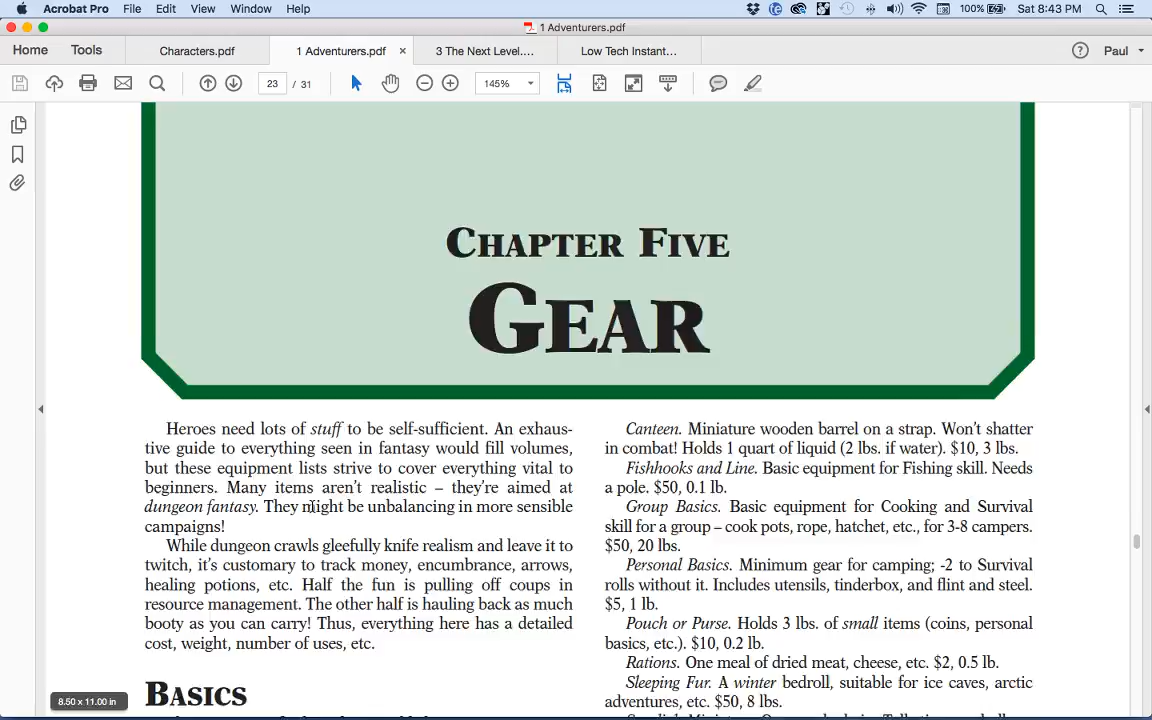 Acrobat Pro File Edit View Window Help 100% Sat 8:43 PM
1 Adventurers.pdf
Home Tools Characters.pdf 1 Adventurers.pdf × 3 The Next Level.... Low Tech Instant... Paul
23 / 31 145%
CHAPTER FIVE
GEAR
Heroes need lots of stuff to be self-sufficient. An exhaus-
tive guide to everything seen in fantasy would fill volumes,
but these equipment lists strive to cover everything vital to
beginners. Many items aren't realistic – they're aimed at
dungeon fantasy. They might be unbalancing in more sensible
campaigns!
While dungeon crawls gleefully knife realism and leave it to
twitch, it's customary to track money, encumbrance, arrows,
healing potions, etc. Half the fun is pulling off coups in
resource management. The other half is hauling back as much
booty as you can carry! Thus, everything here has a detailed
cost, weight, number of uses, etc.
BASICS
Canteen. Miniature wooden barrel on a strap. Won't shatter
in combat! Holds 1 quart of liquid (2 lbs. if water). $10, 3 lbs.
Fishhooks and Line. Basic equipment for Fishing skill. Needs
a pole. $50, 0.1 lb.
Group Basics. Basic equipment for Cooking and Survival
skill for a group – cook pots, rope, hatchet, etc., for 3-8 campers.
$50, 20 lbs.
Personal Basics. Minimum gear for camping; -2 to Survival
rolls without it. Includes utensils, tinderbox, and flint and steel.
$5, 1 lb.
Pouch or Purse. Holds 3 lbs. of small items (coins, personal
basics, etc.). $10, 0.2 lb.
Rations. One meal of dried meat, cheese, etc. $2, 0.5 lb.
Sleeping Fur. A winter bedroll, suitable for ice caves, arctic
adventures, etc. $50, 8 lbs.
8.50 x 11.00 in